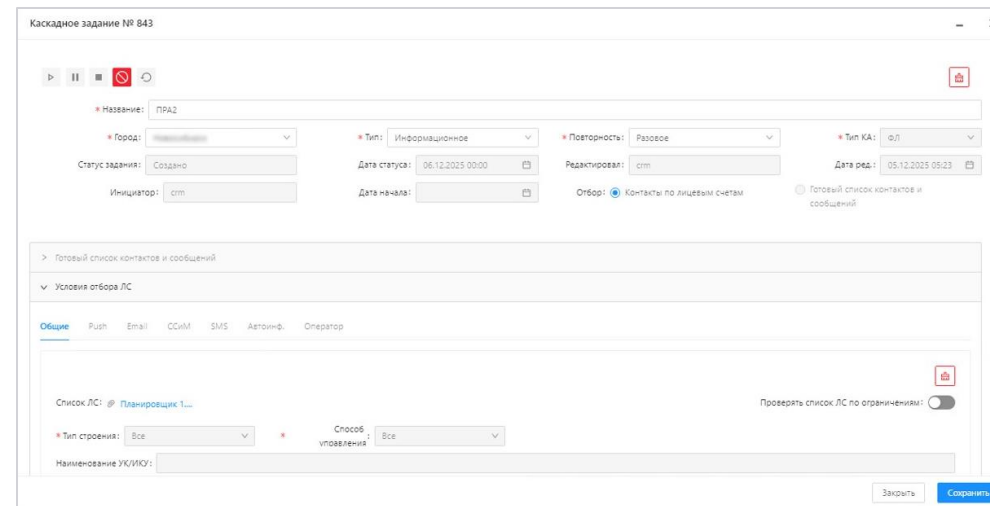 Каскадное задание № 843
* Название: ПРА2
* Город:
* Тип: Информационное
* Повторность: Разовое
* Тип КА: ФЛ
Статус задания: Создано
Дата статуса: 06.12.2025 00:00
Редактировал: crm
Дата ред.: 05.12.2025 05:23
Инициатор: crm
Дата начала:
Отбор: Контакты по лицевым счетам
Готовый список контактов и
сообщений
Готовый список контактов и сообщений
Условия отбора ЛС
Общие Push Email ССиМ SMS Автоинф. Оператор
Список ЛС: Планировщик 1....
Проверять список ЛС по ограничениям:
* Тип строения: Все
* Способ
управления : Все
Наименование УК/ИКУ:
Закрыть Сохранить